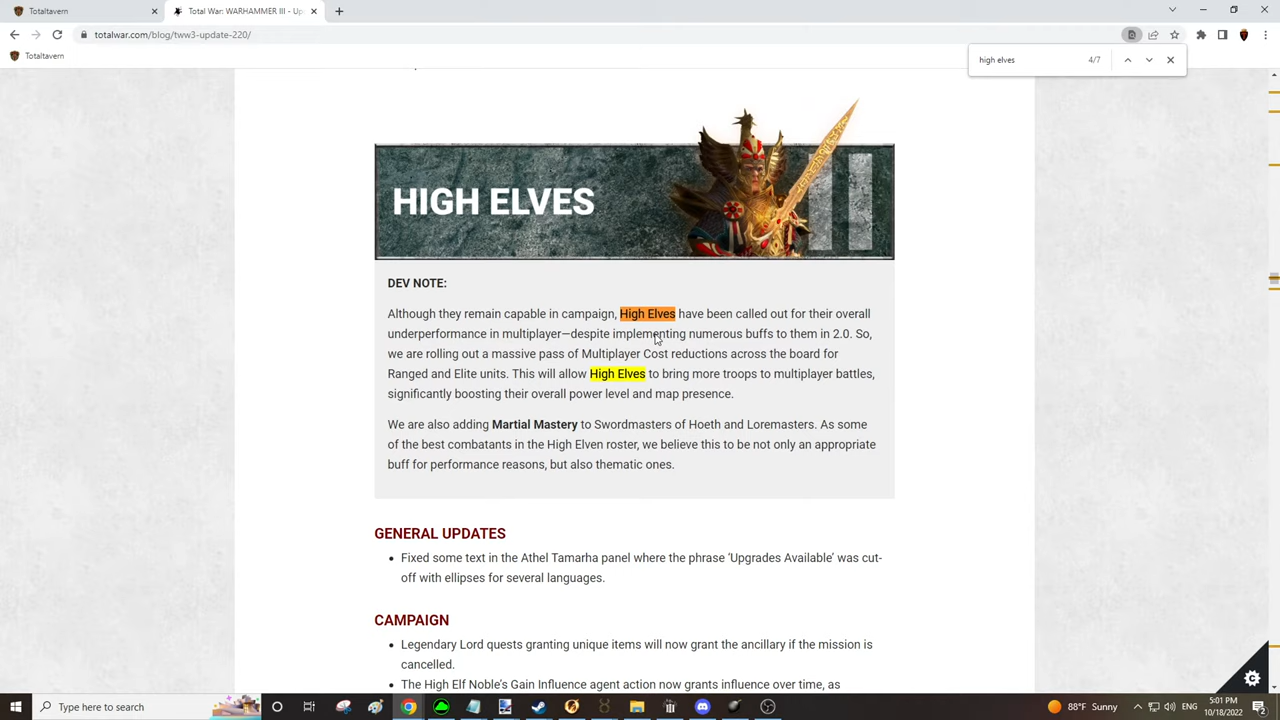 Totaltavern
Total War: WARHAMMER III - Up
totalwar.com/blog/tww3-update-220/
Totaltavern
high elves
4/7
HIGH ELVES
II
DEV NOTE:
Although they remain capable in campaign, High Elves have been called out for their overall
underperformance in multiplayer—despite implementing numerous buffs to them in 2.0. So,
we are rolling out a massive pass of Multiplayer Cost reductions across the board for
Ranged and Elite units. This will allow High Elves to bring more troops to multiplayer battles,
significantly boosting their overall power level and map presence.
We are also adding Martial Mastery to Swordmasters of Hoeth and Loremasters. As some
of the best combatants in the High Elven roster, we believe this to be not only an appropriate
buff for performance reasons, but also thematic ones.
GENERAL UPDATES
• Fixed some text in the Athel Tamarha panel where the phrase ‘Upgrades Available’ was cut-
off with ellipses for several languages.
CAMPAIGN
• Legendary Lord quests granting unique items will now grant the ancillary if the mission is
cancelled.
• The High Elf Noble’s Gain Influence agent action now grants influence over time, as
Type here to search
88°F Sunny
ENG
5:01 PM
10/18/2022